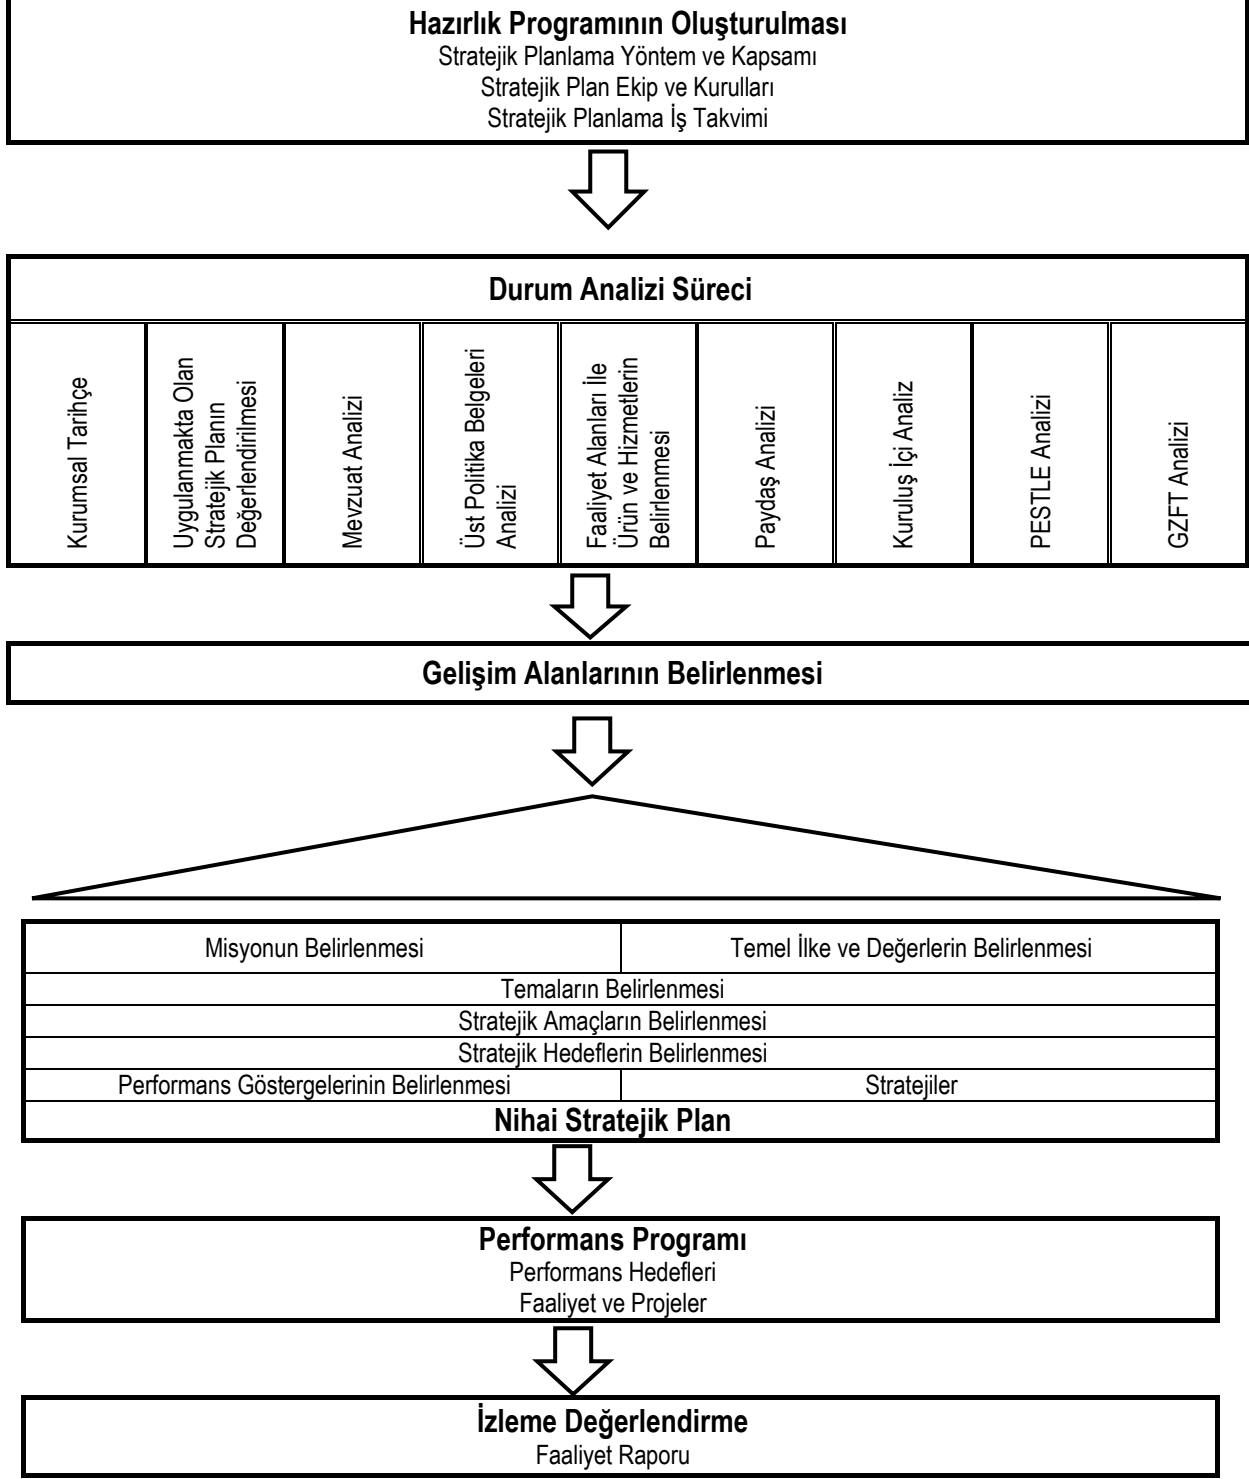 Hazırlık Programının Oluşturulması
Stratejik Planlama Yöntem ve Kapsamı
Stratejik Plan Ekip ve Kurulları
Stratejik Planlama İş Takvimi
Durum Analizi Süreci
Kurumsal Tarihçe
Uygulanmakta Olan
Stratejik Planın
Değerlendirilmesi
Mevzuat Analizi
Üst Politika Belgeleri
Analizi
Faaliyet Alanları İle
Ürün ve Hizmetlerin
Belirlenmesi
Paydaş Analizi
Kuruluş İçi Analiz
PESTLE Analizi
GZFT Analizi
Gelişim Alanlarının Belirlenmesi
Misyonun Belirlenmesi
Temel İlke ve Değerlerin Belirlenmesi
Temaların Belirlenmesi
Stratejik Amaçların Belirlenmesi
Stratejik Hedeflerin Belirlenmesi
Performans Göstergelerinin Belirlenmesi
Stratejiler
Nihai Stratejik Plan
Performans Programı
Performans Hedefleri
Faaliyet ve Projeler
İzleme Değerlendirme
Faaliyet Raporu